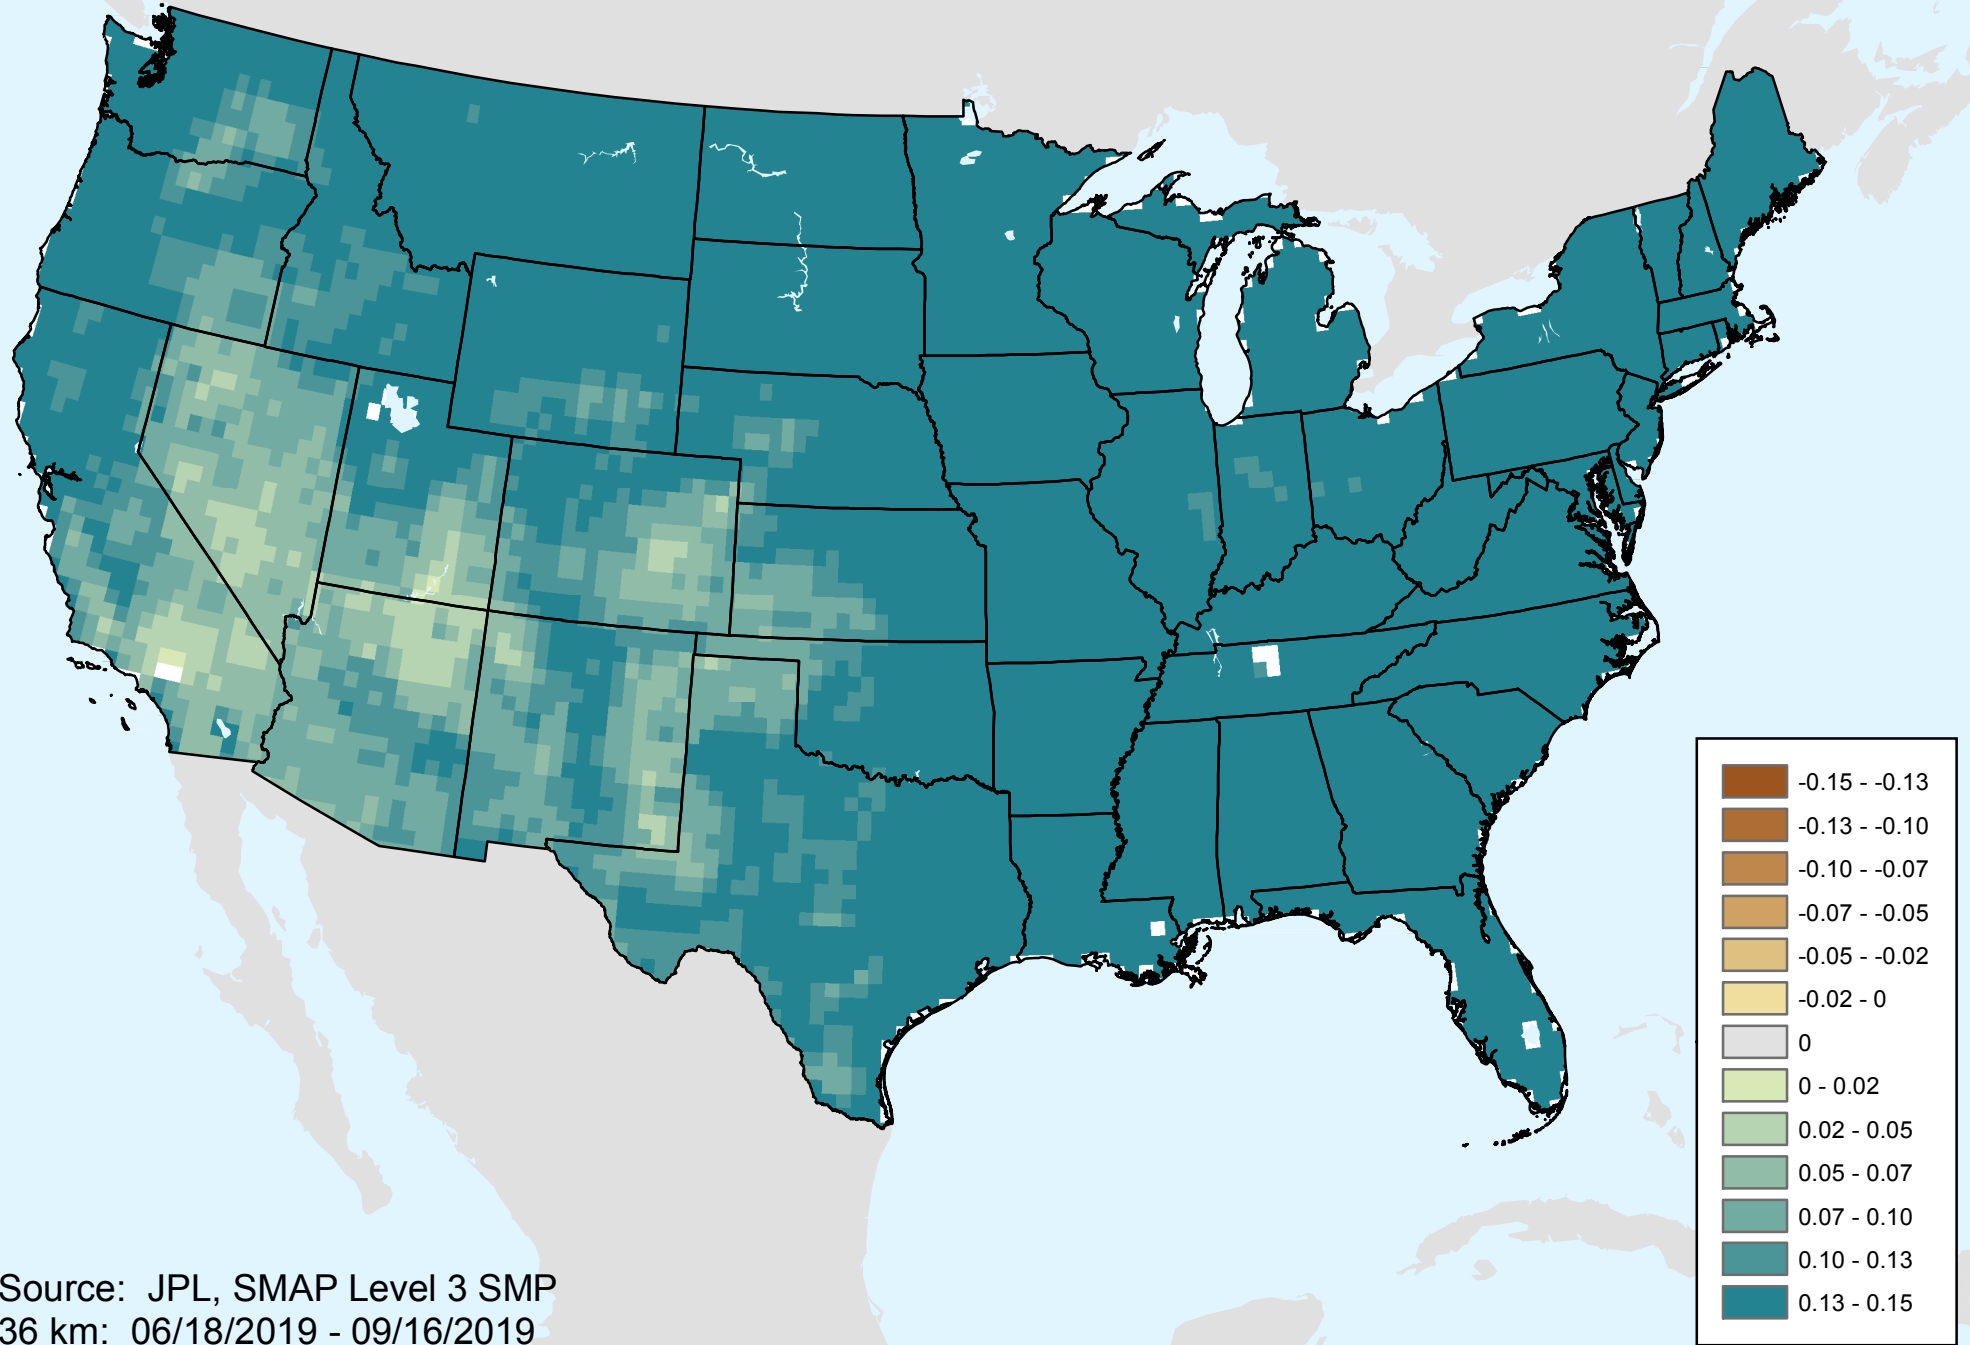 -0.15 - -0.13
-0.13 - -0.10
-0.10 - -0.07
-0.07 - -0.05
-0.05 - -0.02
-0.02 - 0
0
0 - 0.02
0.02 - 0.05
0.05 - 0.07
0.07 - 0.10
0.10 - 0.13
0.13 - 0.15
Source: JPL, SMAP Level 3 SMP
36 km: 06/18/2019 - 09/16/2019